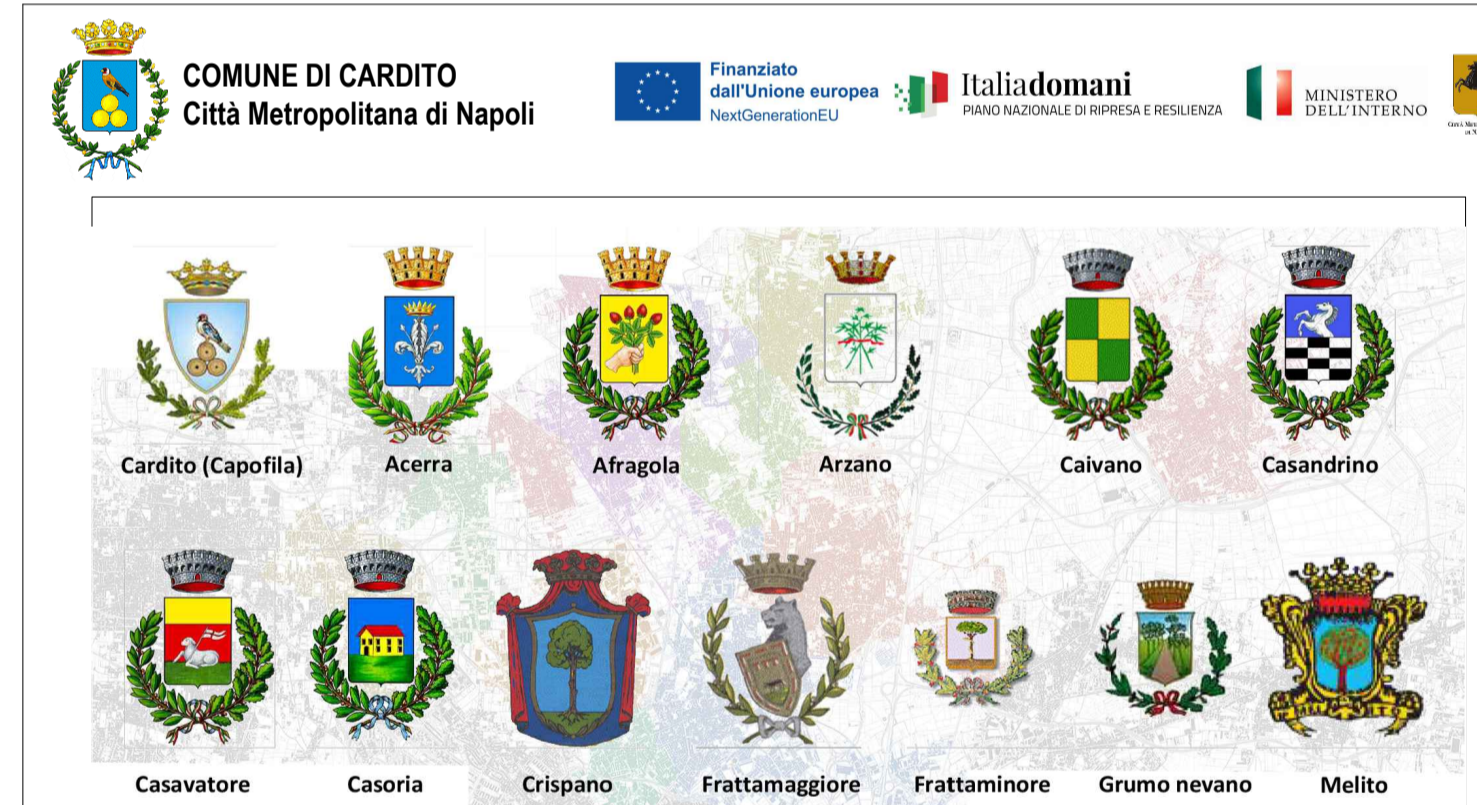 COMUNE DI CARDITO
Città Metropolitana di Napoli
Finanziato
dall'Unione europea
NextGenerationEU
Italiadomani
PIANO NAZIONALE DI RIPRESA E RESILIENZA
MINISTERO
DELL'INTERNO
Cardito (Capofila)
Acerra
Afragola
Arzano
Caivano
Casandrino
Casavatore
Casoria
Crispano
Frattamaggiore
Frattaminore
Grumo nevano
Melito